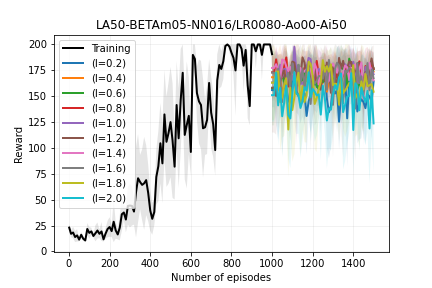 LA50-BETAm05-NN016/LR0080-Ao00-Ai50
200
175
150
125
100
75
50
25
0
Reward
Training
(l=0.2)
(l=0.4)
(l=0.6)
(l=0.8)
(l=1.0)
(l=1.2)
(l=1.4)
(l=1.6)
(l=1.8)
(l=2.0)
0 200 400 600 800 1000 1200 1400
Number of episodes